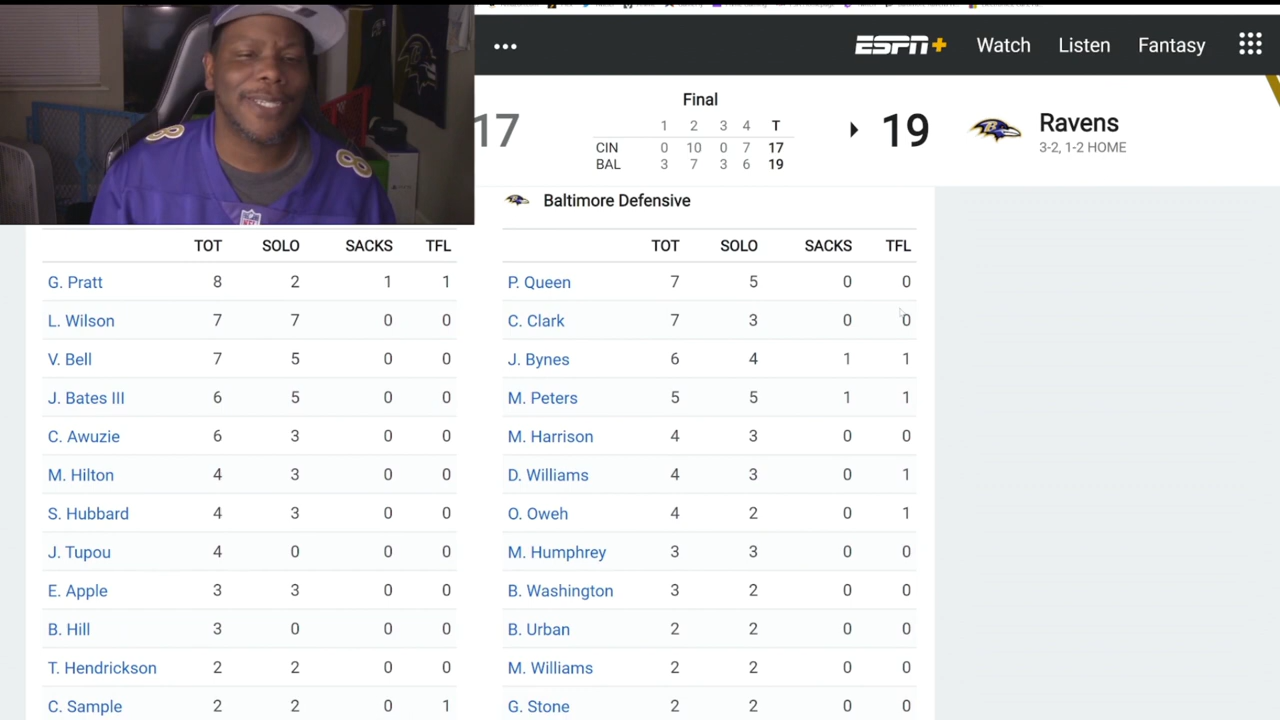 ESPN+ Watch Listen Fantasy
Final
17 1 2 3 4 T 19 Ravens
CIN 0 10 0 7 17 3-2, 1-2 HOME
BAL 3 7 3 6 19
Baltimore Defensive
TOT SOLO SACKS TFL TOT SOLO SACKS TFL
G. Pratt 8 2 1 1 P. Queen 7 5 0 0
L. Wilson 7 7 0 0 C. Clark 7 3 0 0
V. Bell 7 5 0 0 J. Bynes 6 4 1 1
J. Bates III 6 5 0 0 M. Peters 5 5 1 1
C. Awuzie 6 3 0 0 M. Harrison 4 3 0 0
M. Hilton 4 3 0 0 D. Williams 4 3 0 1
S. Hubbard 4 3 0 0 O. Oweh 4 2 0 1
J. Tupou 4 0 0 0 M. Humphrey 3 3 0 0
E. Apple 3 3 0 0 B. Washington 3 2 0 0
B. Hill 3 0 0 0 B. Urban 2 2 0 0
T. Hendrickson 2 2 0 0 M. Williams 2 2 0 0
C. Sample 2 2 0 1 G. Stone 2 2 0 0